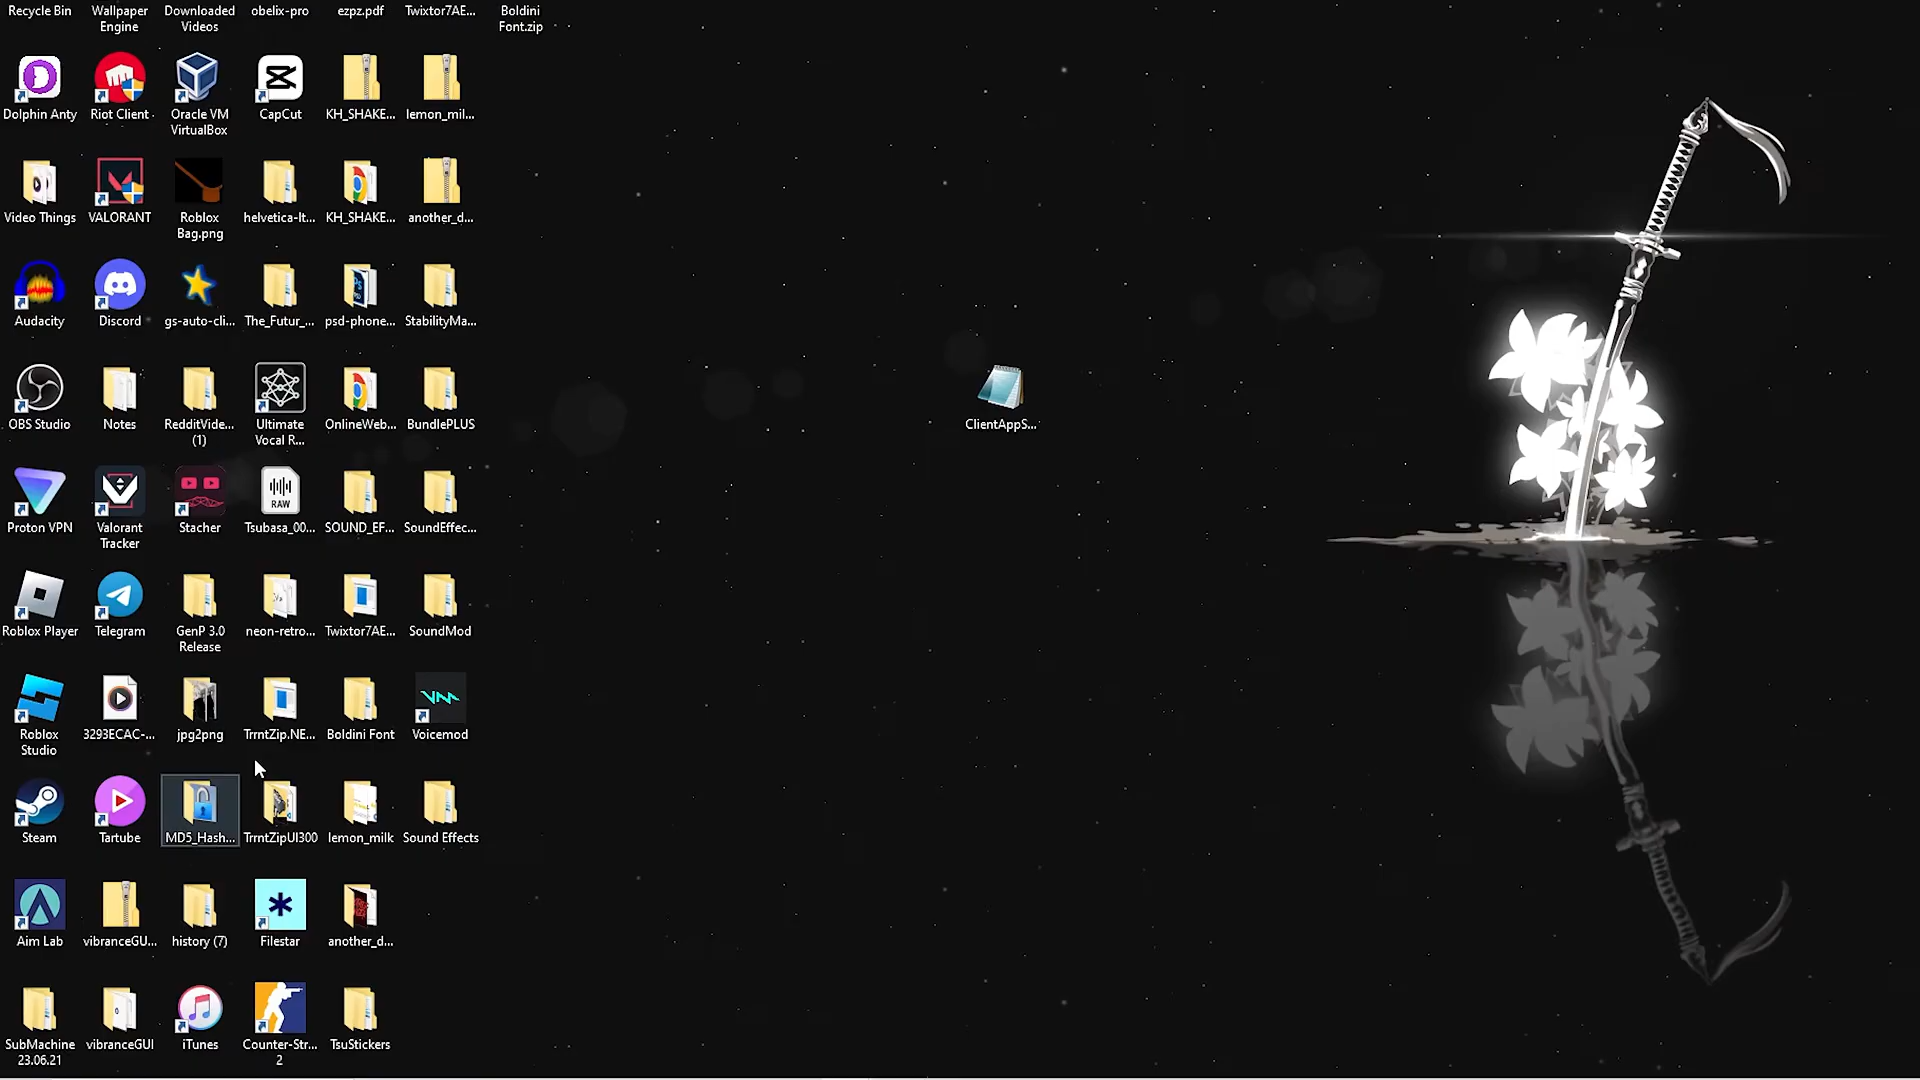 Recycle Bin
Wallpaper
Engine
Downloaded
Videos
obelix-pro
ezpz.pdf
Twixtor7AE...
Boldini
Font.zip
Dolphin Anty
Riot Client
Oracle VM
VirtualBox
CapCut
KH_SHAKE...
lemon_mil...
Video Things
VALORANT
Roblox
Bag.png
helvetica-lt...
KH_SHAKE...
another_d...
Audacity
Discord
gs-auto-cli...
The_Futur_...
psd-phone...
StabilityMa...
OBS Studio
Notes
RedditVide...
(1)
Ultimate
Vocal R...
OnlineWeb...
BundlePLUS
ClientAppS...
Proton VPN
Valorant
Tracker
Stacher
RAW
Tsubasa_00...
SOUND_EF...
SoundEffec...
Roblox Player
Telegram
GenP 3.0
Release
neon-retro...
Twixtor7AE...
SoundMod
Roblox
Studio
3293ECAC-...
jpg2png
TrrntZip.NE...
Boldini Font
Voicemod
Steam
Tartube
MD5_Hash...
TrrntZipUI300
lemon_milk
Sound Effects
Aim Lab
vibranceGU...
history (7)
Filestar
another_d...
SubMachine
23.06.21
vibranceGUI
iTunes
Counter-Str...
2
TsuStickers